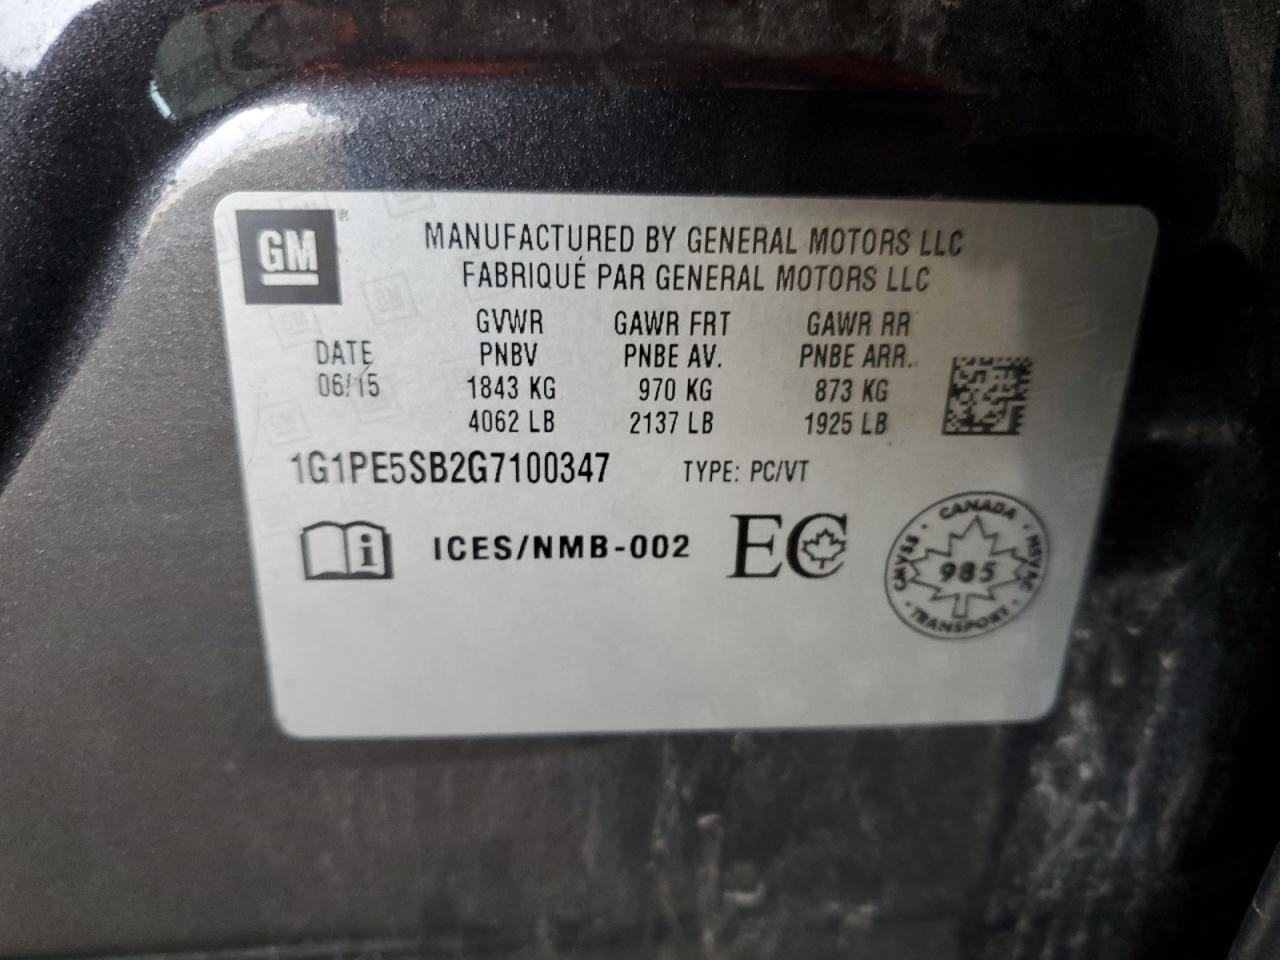 GM ®
MANUFACTURED BY GENERAL MOTORS LLC
FABRIQUÉ PAR GENERAL MOTORS LLC
GVWR GAWR FRT GAWR RR
DATE PNBV PNBE AV. PNBE ARR.
06/15 1843 KG 970 KG 873 KG
4062 LB 2137 LB 1925 LB
1G1PE5SB2G7100347 TYPE: PC/VT
i ICES/NMB-002 EC
CANADA
CMVSS 985 NSVAC
TRANSPORT